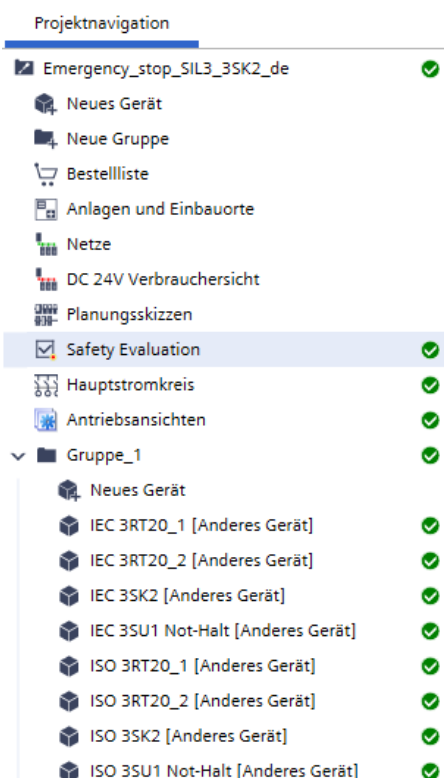 Projektnavigation
Emergency_stop_SIL3_3SK2_de
Neues Gerät
Neue Gruppe
Bestellliste
Anlagen und Einbauorte
Netze
DC 24V Verbrauchersicht
Planungsskizzen
Safety Evaluation
Hauptstromkreis
Antriebsansichten
Gruppe_1
Neues Gerät
IEC 3RT20_1 [Anderes Gerät]
IEC 3RT20_2 [Anderes Gerät]
IEC 3SK2 [Anderes Gerät]
IEC 3SU1 Not-Halt [Anderes Gerät]
ISO 3RT20_1 [Anderes Gerät]
ISO 3RT20_2 [Anderes Gerät]
ISO 3SK2 [Anderes Gerät]
ISO 3SU1 Not-Halt [Anderes Gerät]